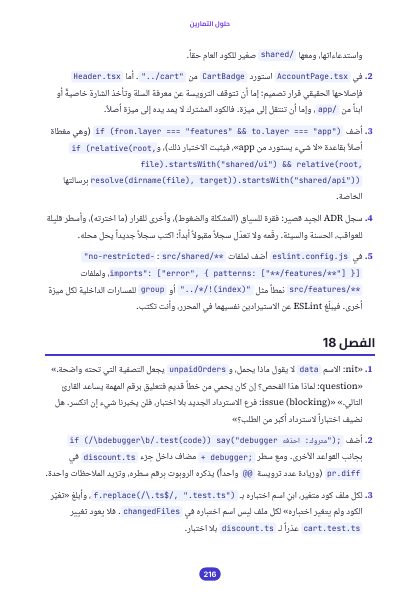 حلول التمارين
واستدعاءاتها، ومعها shared/ صغير للكود العام حقاً.
2. في AccountPage.tsx استورد CartBadge من "../cart" . أما Header.tsx
فإصلاحها الحقيقي قرار تصميم: إما أن تتوقف الترويسة عن معرفة السلة وتأخذ الشارة خاصيةً أو
ابناً من app/ ، وإما أن تنتقل إلى ميزة. فالكود المشترك لا يمد يده إلى ميزة أصلاً.
3. أضف if (from.layer === "features" && to.layer === "app") (وهي مغطاة
أصلاً بقاعدة «لا شيء يستورد من app»، فيثبت الاختبار ذلك)، و if (relative(root,
file).startsWith("shared/ui") && relative(root,
resolve(dirname(file), target)).startsWith("shared/api")) برسالتها
الخاصة.
4. سجل ADR الجيد قصير: فقرة للسياق (المشكلة والضغوط)، وأخرى للقرار (ما اخترته)، وأسطر قليلة
للعواقب، الحسنة والسيئة. رقّمه ولا تعدّل سجلاً مقبولاً أبداً: اكتب سجلاً جديداً يحل محله.
5. في eslint.config.js أضف لملفات src/shared/** : "no-restricted-
imports": ["error", { patterns: ["**/features/**"] }] ، ولملفات
src/features/** نمطاً مثل "../*/!(index)" أو group للمسارات الداخلية لكل ميزة
أخرى. فيبلّغ ESLint عن الاستيرادين نفسيهما في المحرر، وأنت تكتب.
الفصل 18
1. «nit: الاسم data لا يقول ماذا يحمل، و unpaidOrders يجعل التصفية التي تحته واضحة.»
«question: لماذا هذا الفحص؟ إن كان يحمي من خطأ قديم فتعليق برقم المهمة يساعد القارئ
التالي.» «issue (blocking): فرع الاسترداد الجديد بلا اختبار، فلن يخبرنا شيء إن انكسر. هل
نضيف اختباراً لاسترداد أكبر من الطلب؟»
2. أضف if (/\bdebugger\b/.test(code)) say("debugger متروك: احذفه");
بجانب القواعد الأخرى. ومع سطر + debugger; مضاف داخل جزء discount.ts في
pr.diff (وزيادة عدد ترويسة @@ واحداً) يذكره الروبوت برقم سطره، وتزيد الملاحظات واحدة.
3. لكل ملف كود متغير، ابنِ اسم اختباره بـ f.replace(/\.ts$/, ".test.ts") ، وأبلغ «تغيّر
الكود ولم يتغير اختباره» لكل ملف ليس اسم اختباره في changedFiles . فلا يعود تغيير
cart.test.ts عذراً لـ discount.ts بلا اختبار.
216